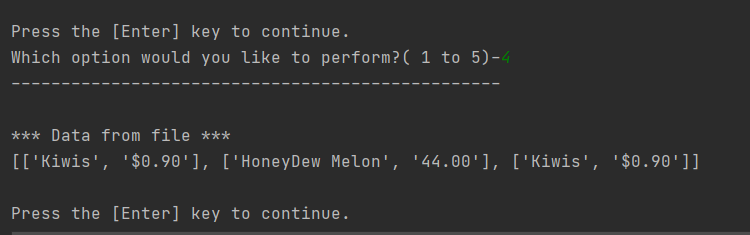 Press the [Enter] key to continue.
Which option would you like to perform?( 1 to 5)-4
-------------------------------------------------
*** Data from file ***
[['Kiwis', '$0.90'], ['HoneyDew Melon', '44.00'], ['Kiwis', '$0.90']]
Press the [Enter] key to continue.